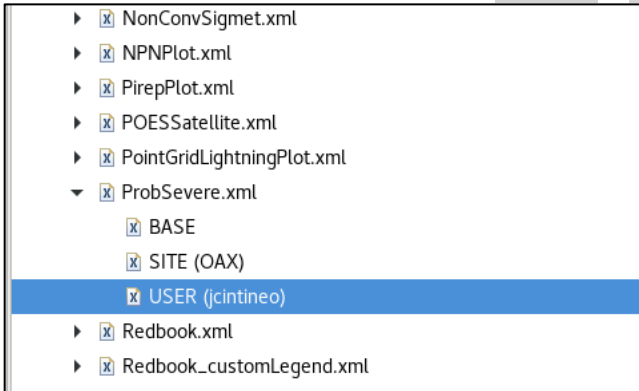 NonConvSigmet.xml
NPNPlot.xml
PirepPlot.xml
POESSatellite.xml
PointGridLightningPlot.xml
ProbSevere.xml
BASE
SITE (OAX)
USER (jcintineo)
Redbook.xml
Redbook_customLegend.xml